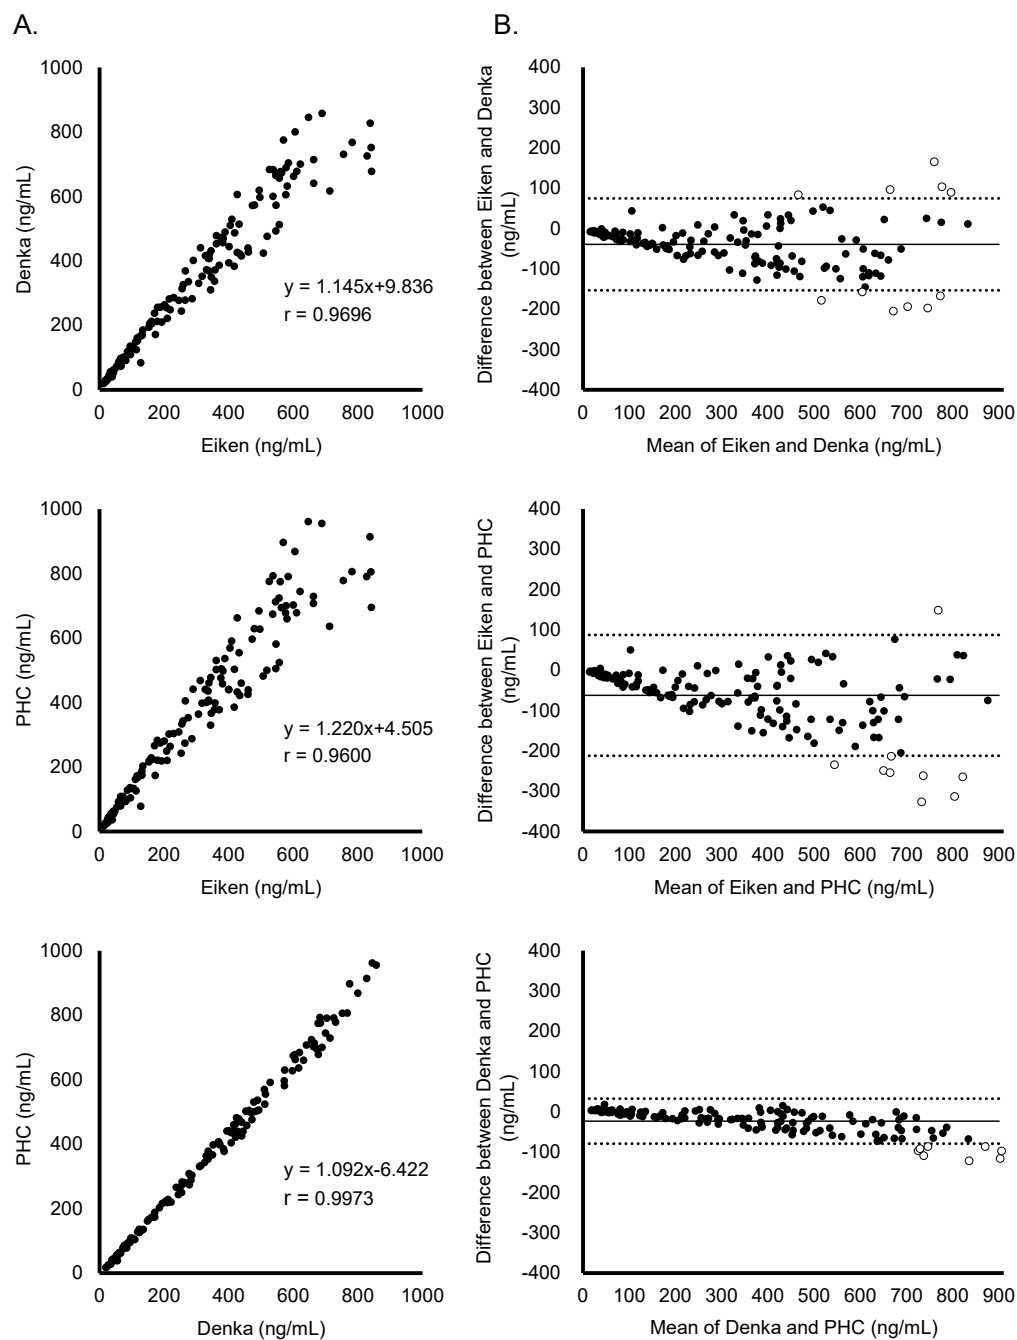 A.
B.
1000
800
600
400
200
0
Denka (ng/mL)
y = 1.145x+9.836
r = 0.9696
0 200 400 600 800 1000
Eiken (ng/mL)
400
300
200
100
0
-100
-200
-300
-400
Difference between Eiken and Denka
(ng/mL)
0 100 200 300 400 500 600 700 800 900
Mean of Eiken and Denka (ng/mL)
1000
800
600
400
200
0
PHC (ng/mL)
y = 1.220x+4.505
r = 0.9600
0 200 400 600 800 1000
Eiken (ng/mL)
400
300
200
100
0
-100
-200
-300
-400
Difference between Eiken and PHC
(ng/mL)
0 100 200 300 400 500 600 700 800 900
Mean of Eiken and PHC (ng/mL)
1000
800
600
400
200
0
PHC (ng/mL)
y = 1.092x-6.422
r = 0.9973
0 200 400 600 800 1000
Denka (ng/mL)
400
300
200
100
0
-100
-200
-300
-400
Difference between Denka and PHC
(ng/mL)
0 100 200 300 400 500 600 700 800 900
Mean of Denka and PHC (ng/mL)